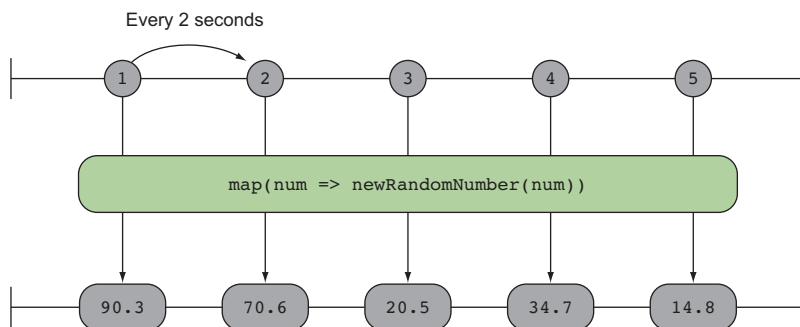 Every 2 seconds
1 2 3 4 5
map(num => newRandomNumber(num))
90.3 70.6 20.5 34.7 14.8